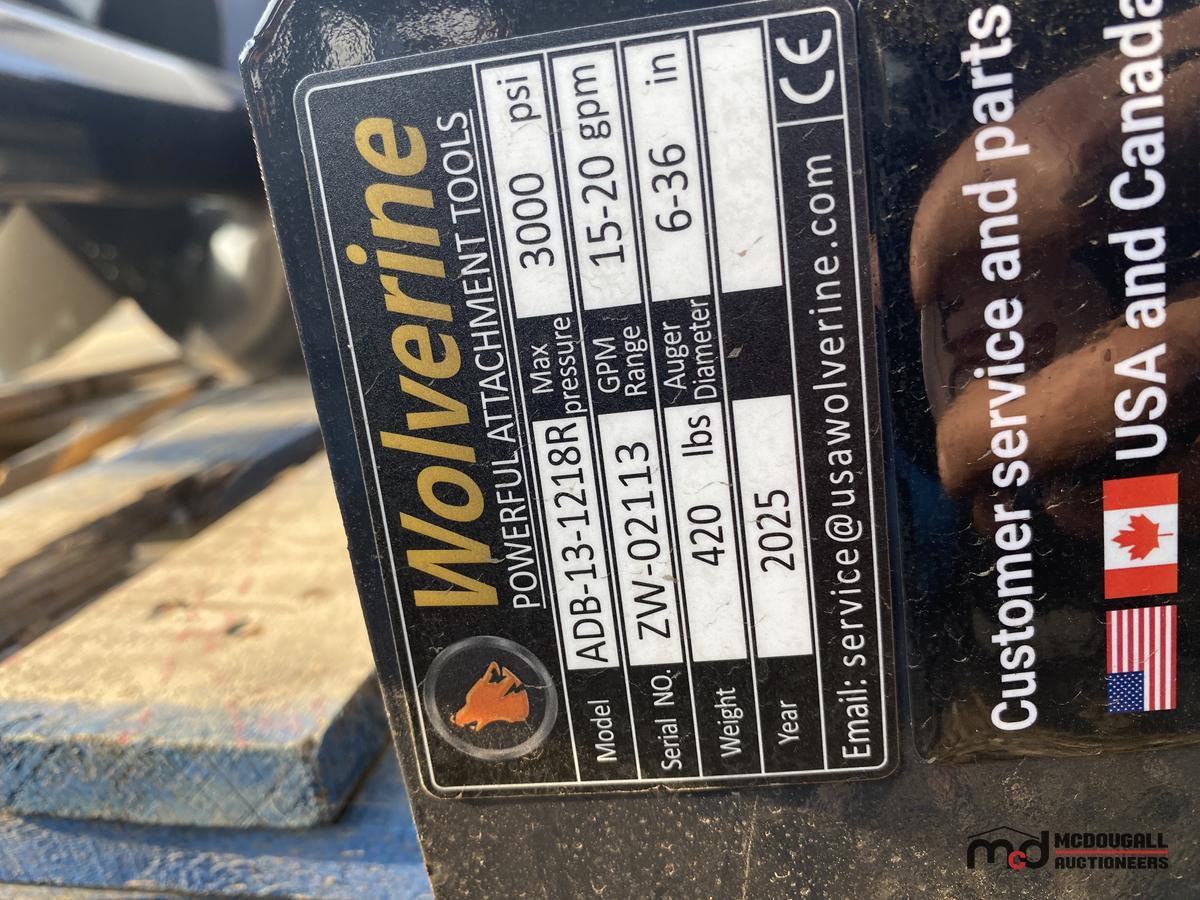 Wolverine
POWERFUL ATTACHMENT TOOLS
Model ADB-13-1218R Max pressure 3000 psi
Serial NO. ZW-02113 GPM Range 15-20 gpm
Weight 420 lbs Auger Diameter 6-36 in
Year 2025
Email: service@usawolverine.com CE
Customer service and parts
USA and Canada
mcd MCDOUGALL
AUCTIONEERS